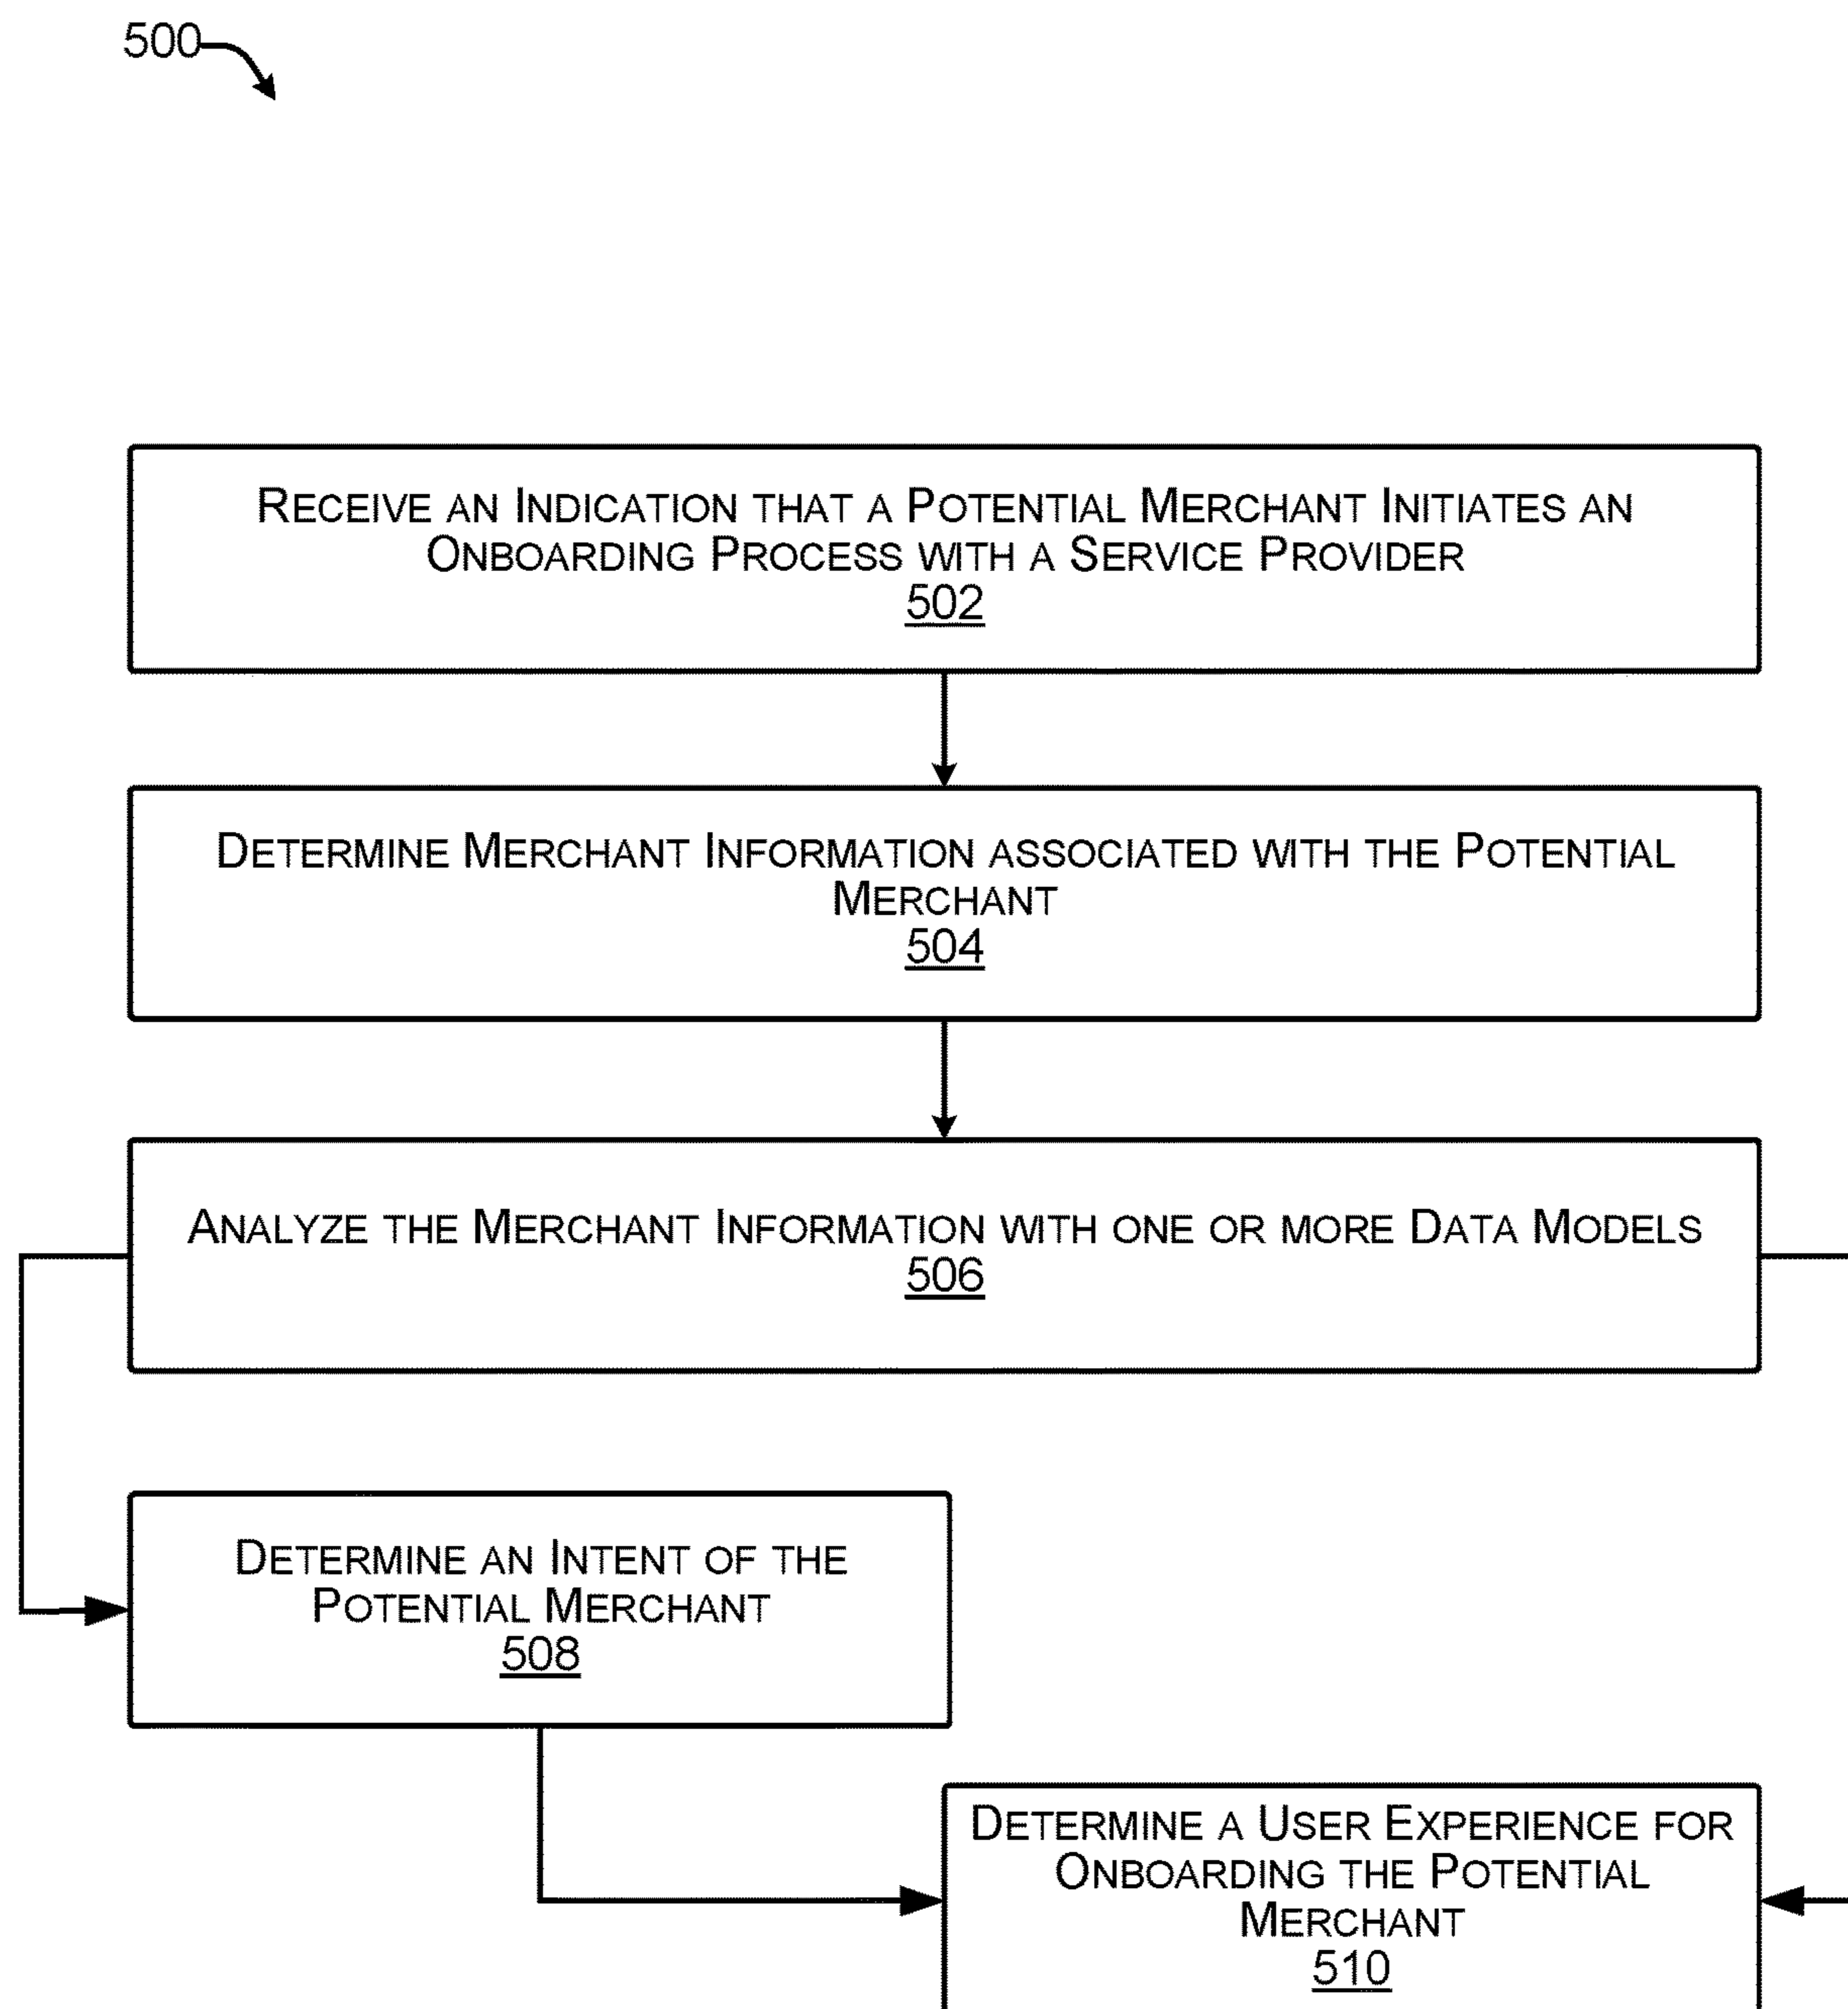 500
RECEIVE AN INDICATION THAT A POTENTIAL MERCHANT INITIATES AN
ONBOARDING PROCESS WITH A SERVICE PROVIDER
502
DETERMINE MERCHANT INFORMATION ASSOCIATED WITH THE POTENTIAL
MERCHANT
504
ANALYZE THE MERCHANT INFORMATION WITH ONE OR MORE DATA MODELS
506
DETERMINE AN INTENT OF THE
POTENTIAL MERCHANT
508
DETERMINE A USER EXPERIENCE FOR
ONBOARDING THE POTENTIAL
MERCHANT
510